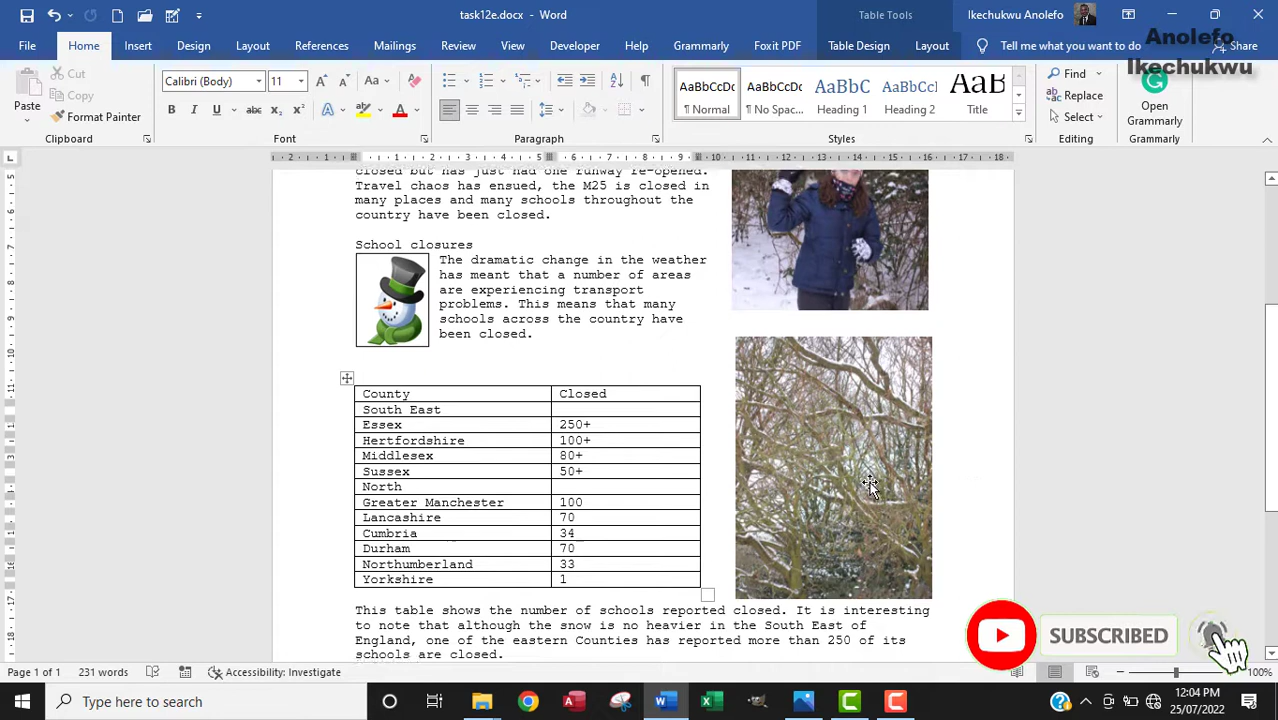 task12e.docx - Word
Table Tools
Ikechukwu Anolefo
File
Home
Insert
Design
Layout
References
Mailings
Review
View
Developer
Help
Grammarly
Foxit PDF
Table Design
Layout
Tell me what you want to do
Share
Anolefo
Ikechukwu
Paste
Cut
Copy
Format Painter
Clipboard
Calibri (Body)
11
Font
Paragraph
AaBbCcDc
¶ Normal
AaBbCcDc
¶ No Spac...
AaBbC
Heading 1
AaBbCcD
Heading 2
AaB
Title
Styles
Find
Replace
Select
Editing
Open
Grammarly
Grammarly
closed but has just had one runway re-opened.
Travel chaos has ensued, the M25 is closed in
many places and many schools throughout the
country have been closed.
School closures
The dramatic change in the weather
has meant that a number of areas
are experiencing transport
problems. This means that many
schools across the country have
been closed.
County Closed
South East
Essex 250+
Hertfordshire 100+
Middlesex 80+
Sussex 50+
North
Greater Manchester 100
Lancashire 70
Cumbria 34
Durham 70
Northumberland 33
Yorkshire 1
This table shows the number of schools reported closed. It is interesting
to note that although the snow is no heavier in the South East of
England, one of the eastern Counties has reported more than 250 of its
schools are closed.
SUBSCRIBED
Page 1 of 1
231 words
Accessibility: Investigate
100%
Type here to search
12:04 PM
25/07/2022